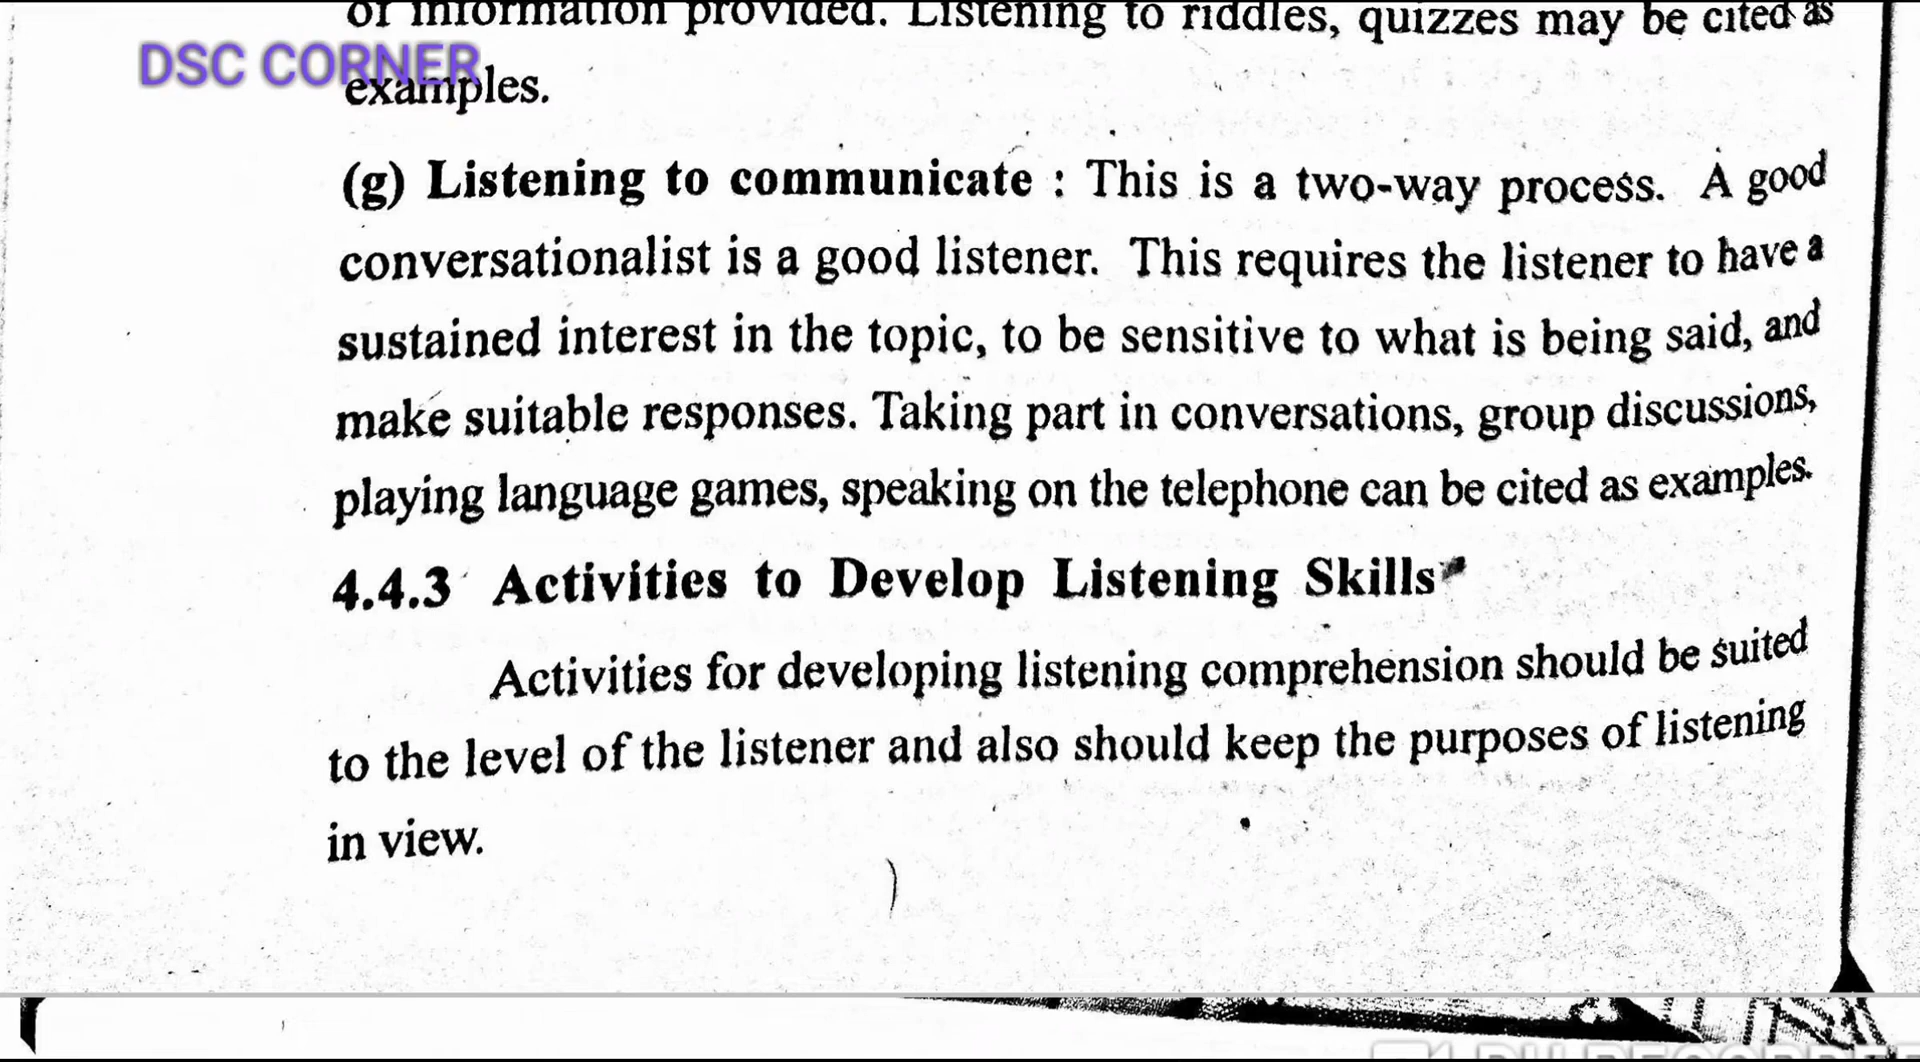 of information provided. Listening to riddles, quizzes may be cited as
DSC CORNER
examples.
(g) Listening to communicate : This is a two-way process. A good
conversationalist is a good listener. This requires the listener to have a
sustained interest in the topic, to be sensitive to what is being said, and
make suitable responses. Taking part in conversations, group discussions,
playing language games, speaking on the telephone can be cited as examples.
4.4.3 Activities to Develop Listening Skills
Activities for developing listening comprehension should be suited
to the level of the listener and also should keep the purposes of listening
in view.